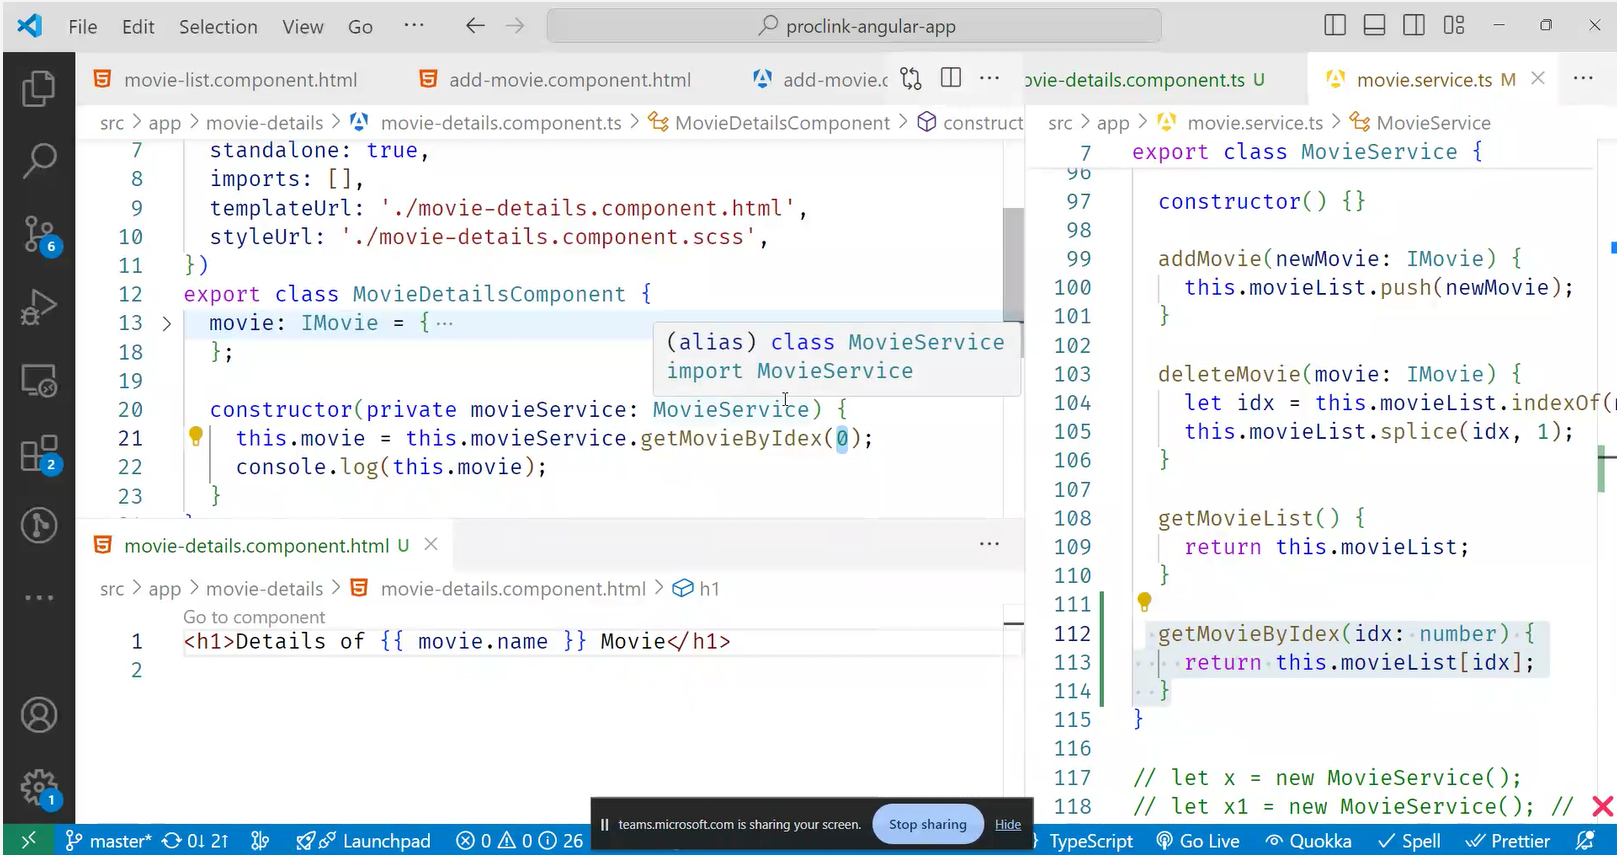 File Edit Selection View Go ··· proclink-angular-app
movie-list.component.html add-movie.component.html add-movie.c ···
src > app > movie-details > movie-details.component.ts > MovieDetailsComponent > construct
7 standalone: true,
8 imports: [],
9 templateUrl: './movie-details.component.html',
10 styleUrl: './movie-details.component.scss',
11 })
12 export class MovieDetailsComponent {
13 movie: IMovie = { ···
18 };
19
20 constructor(private movieService: MovieService) {
21 this.movie = this.movieService.getMovieByIdex(0);
22 console.log(this.movie);
23 }
(alias) class MovieService
import MovieService
movie-details.component.html U ···
src > app > movie-details > movie-details.component.html > h1
Go to component
1 <h1>Details of {{ movie.name }} Movie</h1>
2
ovie-details.component.ts U movie.service.ts M ···
src > app > movie.service.ts > MovieService
7 export class MovieService {
96
97 constructor() {}
98
99 addMovie(newMovie: IMovie) {
100 this.movieList.push(newMovie);
101 }
102
103 deleteMovie(movie: IMovie) {
104 let idx = this.movieList.indexOf(
105 this.movieList.splice(idx, 1);
106 }
107
108 getMovieList() {
109 return this.movieList;
110 }
111
112 getMovieByIdex(idx: number) {
113 return this.movieList[idx];
114 }
115 }
116
117 // let x = new MovieService();
118 // let x1 = new MovieService(); //
6
2
1
teams.microsoft.com is sharing your screen. Stop sharing Hide
master* 0↓ 2↑ Launchpad 0 0 26 TypeScript Go Live Quokka Spell Prettier